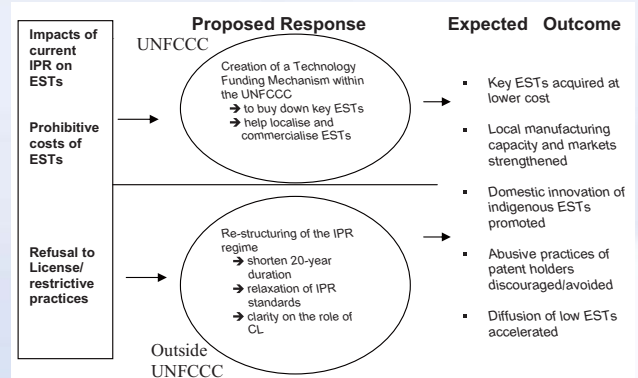 Proposed Response
Expected Outcome
Impacts of
current
IPR on
ESTs
Prohibitive
costs of
ESTs
Refusal to
License/
restrictive
practices
UNFCCC
Creation of a Technology
Funding Mechanism within
the UNFCCC
➔ to buy down key ESTs
➔ help localise and
commercialise ESTs
Re-structuring of the IPR
regime
➔ shorten 20-year
duration
➔ relaxation of IPR
standards
➔ clarity on the role of
CL
Outside
UNFCCC
▪ Key ESTs acquired at
lower cost
▪ Local manufacturing
capacity and markets
strengthened
▪ Domestic innovation of
indigenous ESTs
promoted
▪ Abusive practices of
patent holders
discouraged/avoided
▪ Diffusion of low ESTs
accelerated